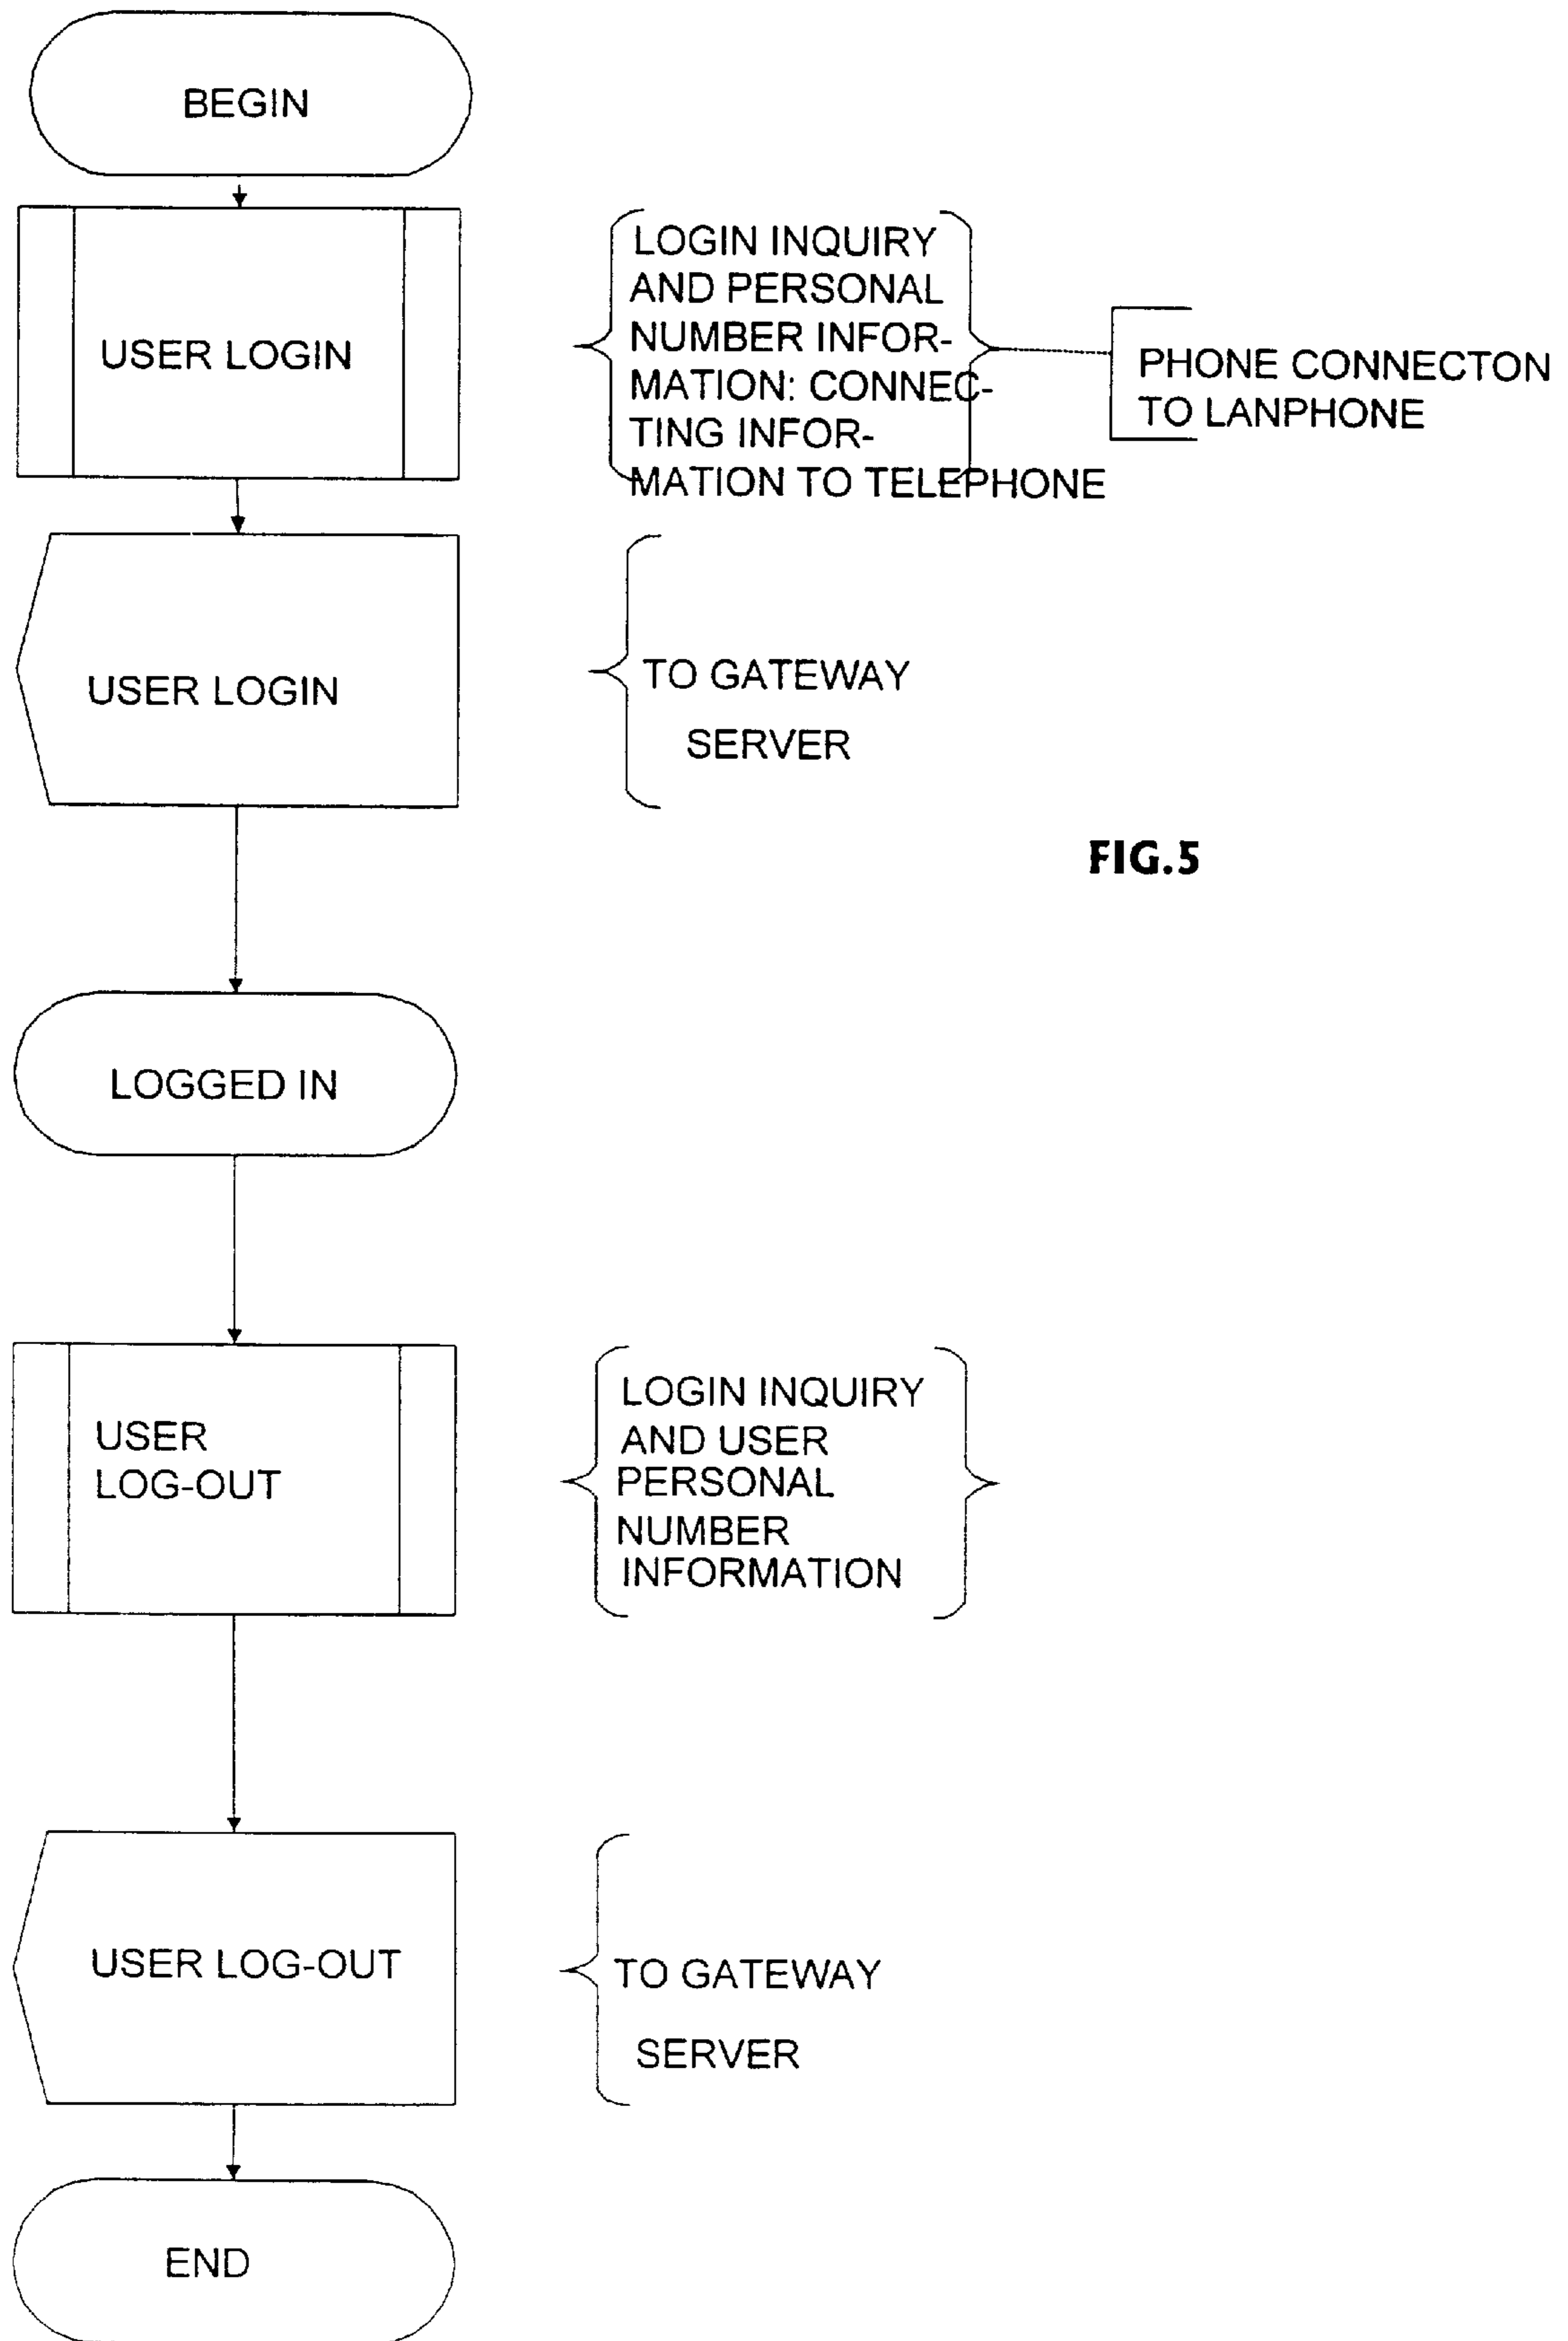 BEGIN
USER LOGIN
LOGIN INQUIRY
AND PERSONAL
NUMBER INFOR-
MATION: CONNEC-
TING INFOR-
MATION TO TELEPHONE
PHONE CONNECTON
TO LANPHONE
USER LOGIN
TO GATEWAY
SERVER
FIG.5
LOGGED IN
USER
LOG-OUT
LOGIN INQUIRY
AND USER
PERSONAL
NUMBER
INFORMATION
USER LOG-OUT
TO GATEWAY
SERVER
END